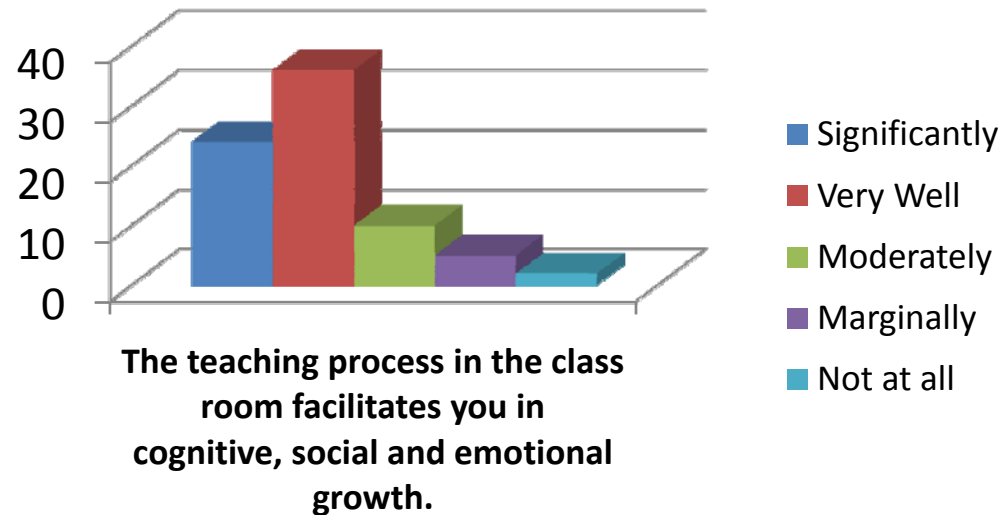 40
30
20
10
0
The teaching process in the class
room facilitates you in
cognitive, social and emotional
growth.
Significantly
Very Well
Moderately
Marginally
Not at all